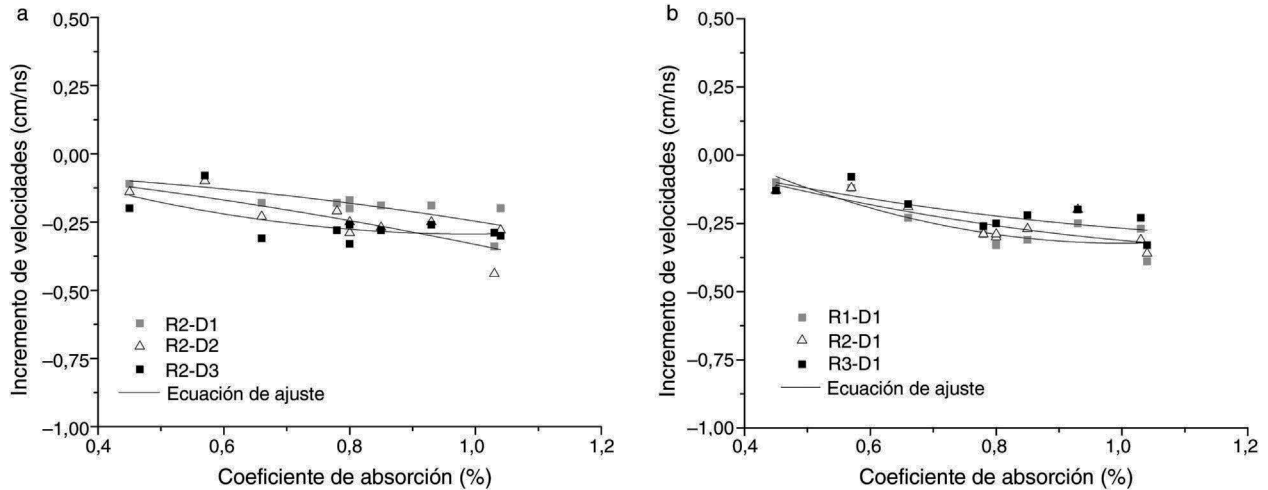 a
Incremento de velocidades (cm/ns)
0,50
0,25
0,00
−0,25
−0,50
−0,75
−1,00
R2-D1
R2-D2
R2-D3
Ecuación de ajuste
0,4
0,6
0,8
1,0
1,2
Coeficiente de absorción (%)
b
Incremento de velocidades (cm/ns)
0,50
0,25
0,00
−0,25
−0,50
−0,75
−1,00
R1-D1
R2-D1
R3-D1
Ecuación de ajuste
0,4
0,6
0,8
1,0
1,2
Coeficiente de absorción (%)